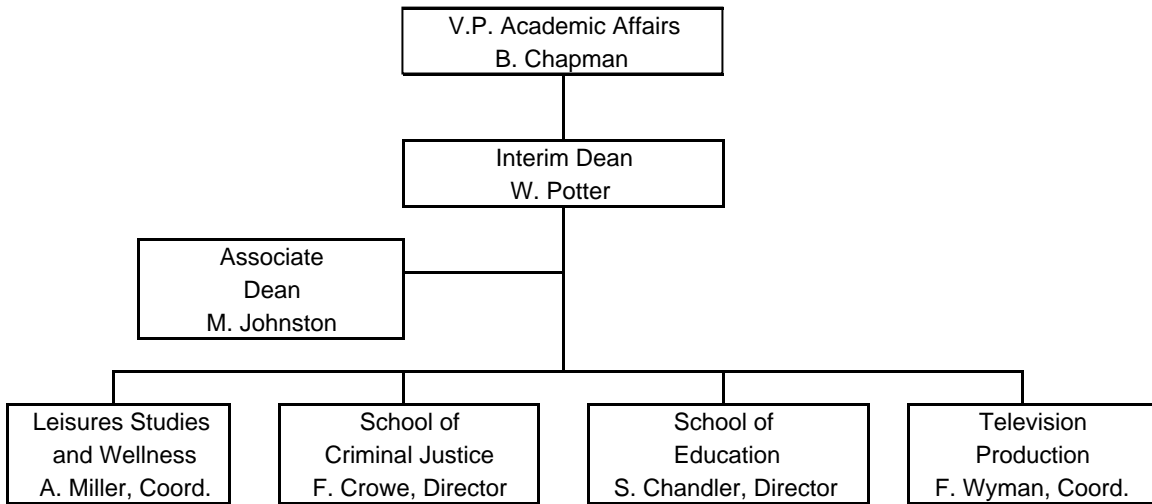 V.P. Academic Affairs
B. Chapman
Interim Dean
W. Potter
Associate
Dean
M. Johnston
Leisures Studies
and Wellness
A. Miller, Coord.
School of
Criminal Justice
F. Crowe, Director
School of
Education
S. Chandler, Director
Television
Production
F. Wyman, Coord.